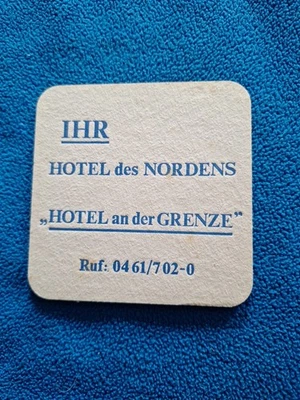 IHR
HOTEL des NORDENS
„HOTEL an der GRENZE”
Ruf: 0461/702-0